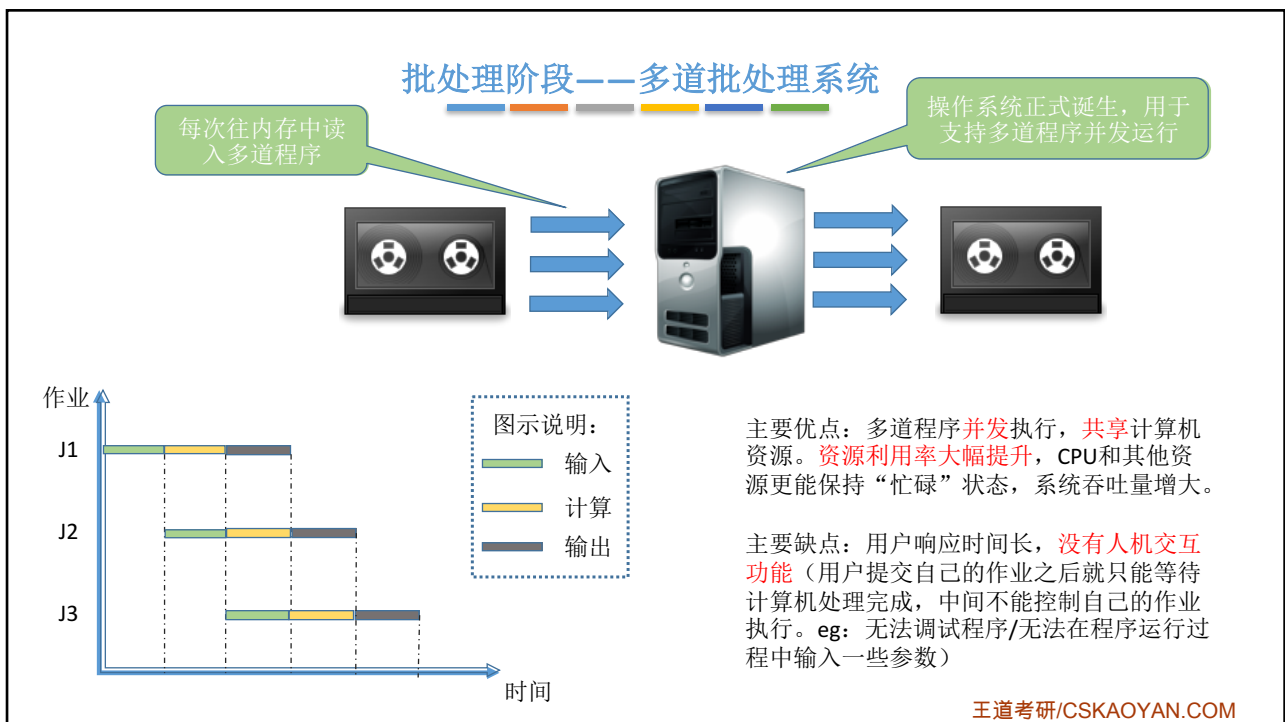 批处理阶段——多道批处理系统
每次往内存中读
入多道程序
操作系统正式诞生，用于
支持多道程序并发运行
作业
J1
J2
J3
时间
图示说明：
输入
计算
输出
主要优点：多道程序并发执行，共享计算机
资源。资源利用率大幅提升，CPU和其他资
源更能保持“忙碌”状态，系统吞吐量增大。
主要缺点：用户响应时间长，没有人机交互
功能（用户提交自己的作业之后就只能等待
计算机处理完成，中间不能控制自己的作业
执行。eg：无法调试程序/无法在程序运行过
程中输入一些参数）
王道考研/CSKAOYAN.COM